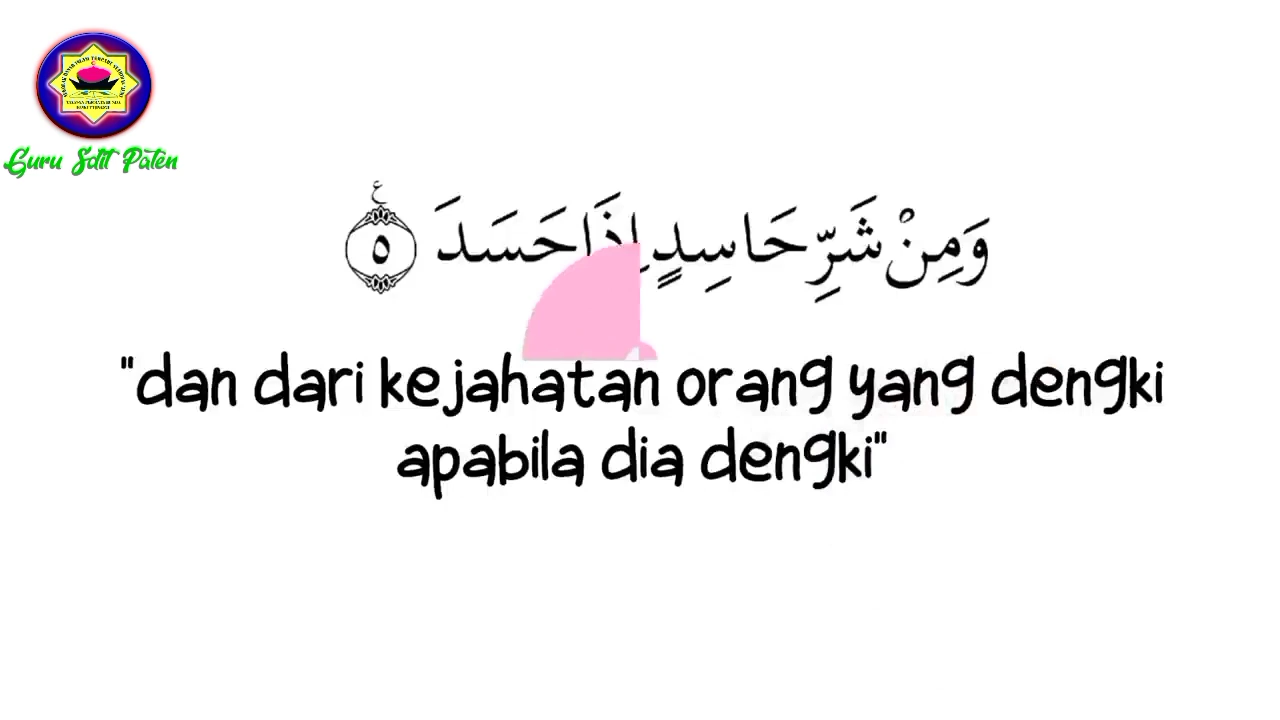 Guru Sdit Paten
وَمِنْ شَرِّ حَاسِدٍ اِذَا حَسَدَ ٥
ع
"dan dari kejahatan orang yang dengki
apabila dia dengki"